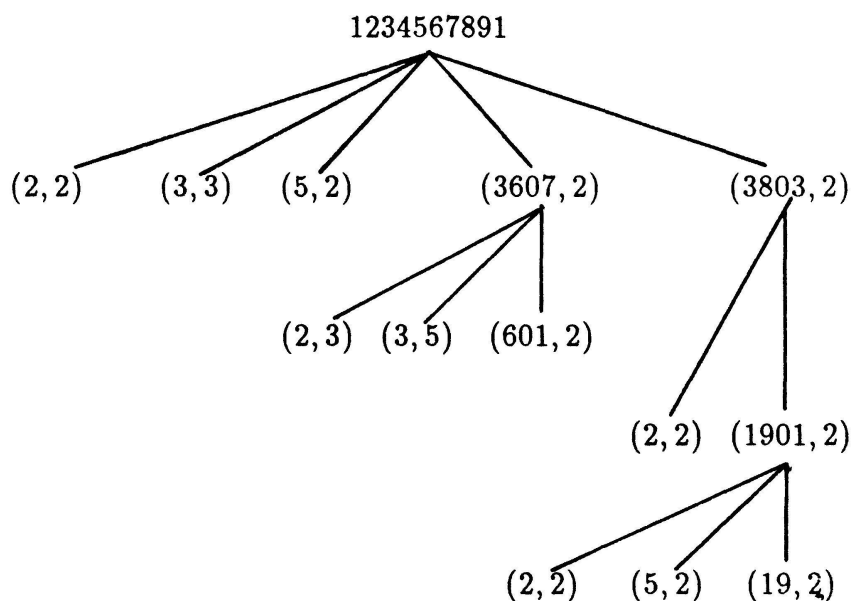 1234567891
(2, 2) (3, 3) (5, 2) (3607, 2) (3803, 2)
(2, 3) (3, 5) (601, 2)
(2, 2) (1901, 2)
(2, 2) (5, 2) (19, 2)